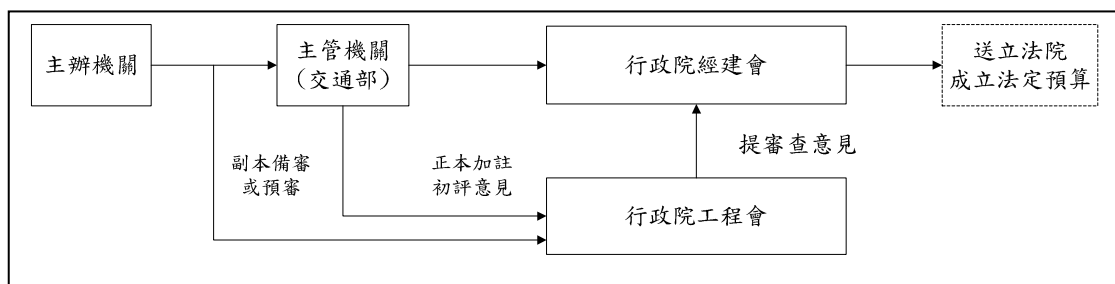 主辦機關
主管機關
(交通部)
行政院經建會
送立法院
成立法定預算
副本備審
或預審
正本加註
初評意見
提審查意見
行政院工程會